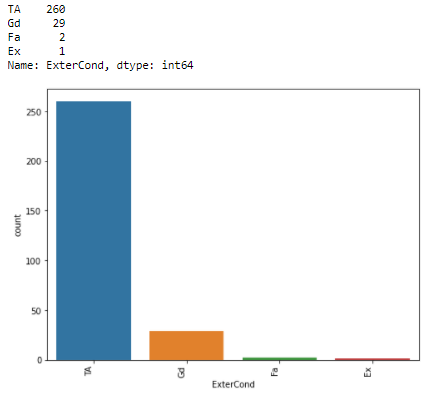 TA    260
Gd     29
Fa      2
Ex      1
Name: ExterCond, dtype: int64
250
200
150
100
50
0
count
TA
Gd
Fa
Ex
ExterCond